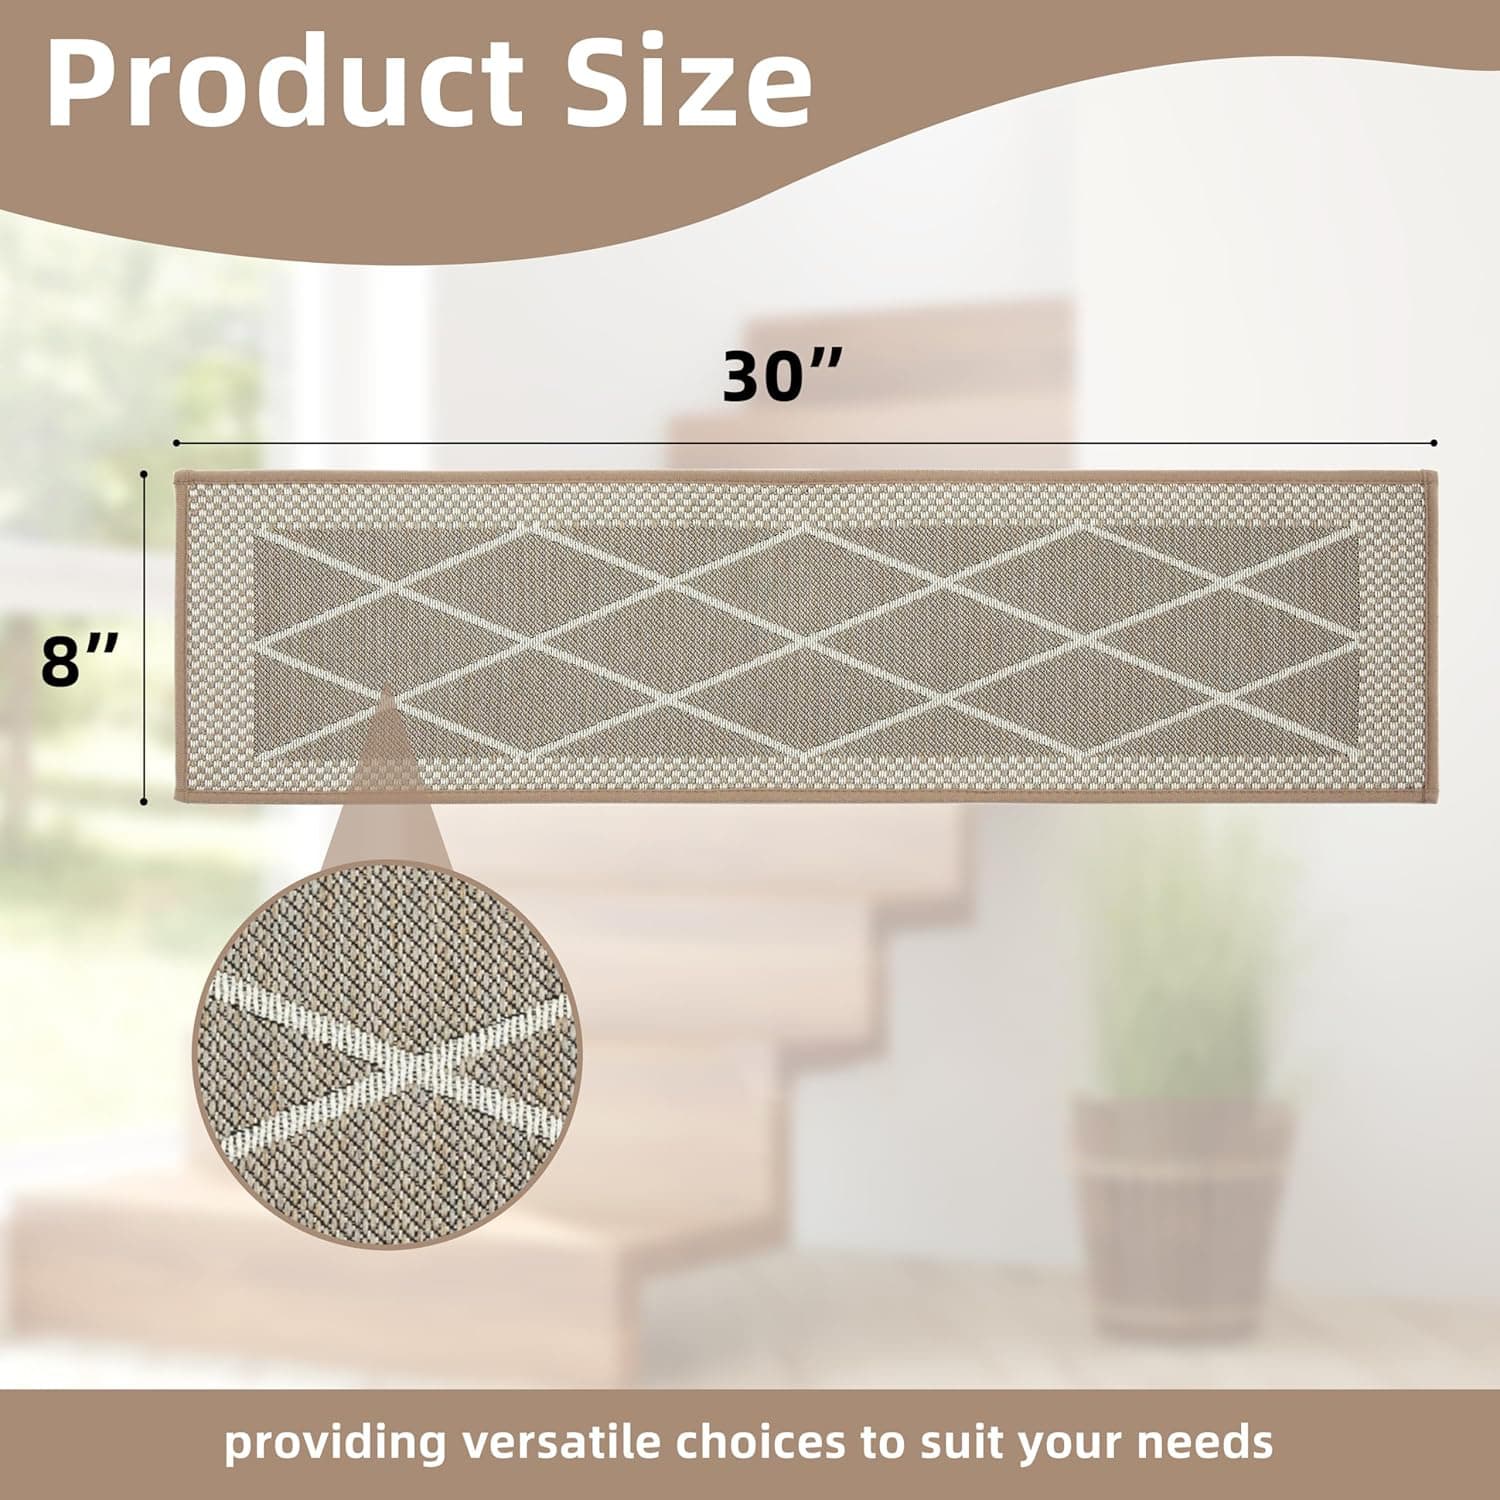 Product Size
30”
8”
providing versatile choices to suit your needs